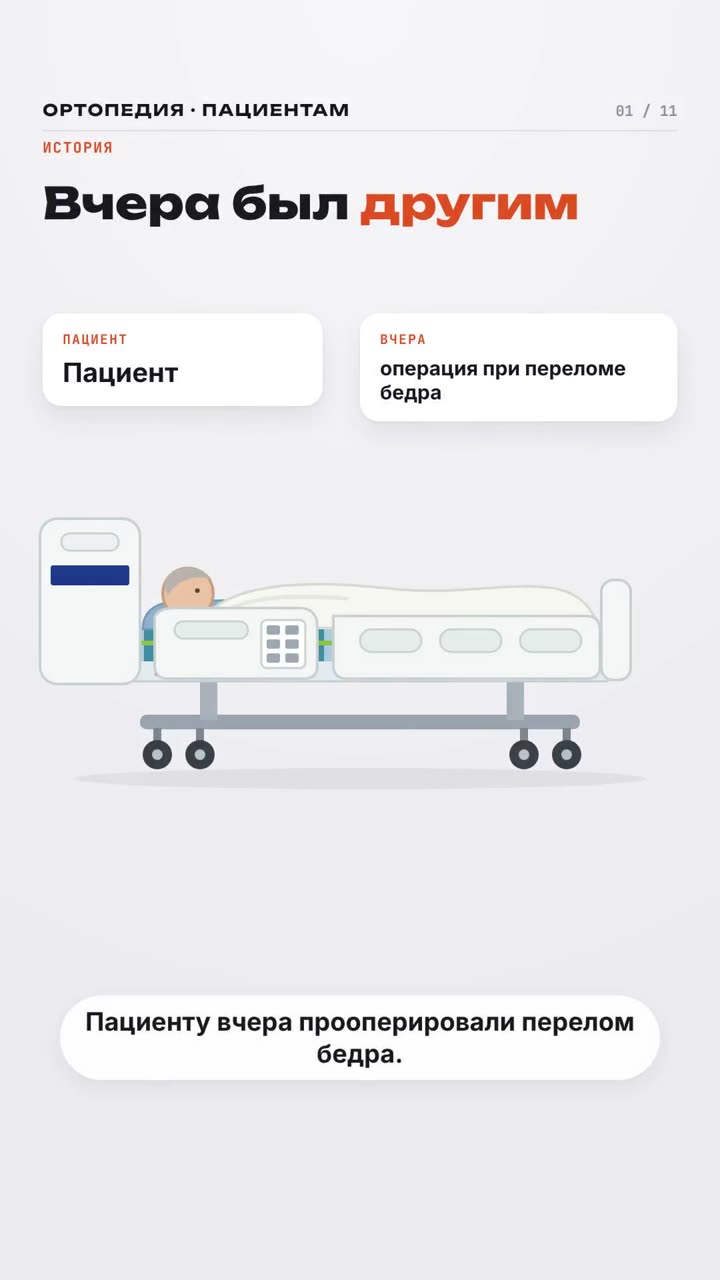 ОРТОПЕДИЯ · ПАЦИЕНТАМ
01 / 11
ИСТОРИЯ
Вчера был другим
ПАЦИЕНТ
Пациент
ВЧЕРА
операция при переломе
бедра
Пациенту вчера прооперировали перелом
бедра.